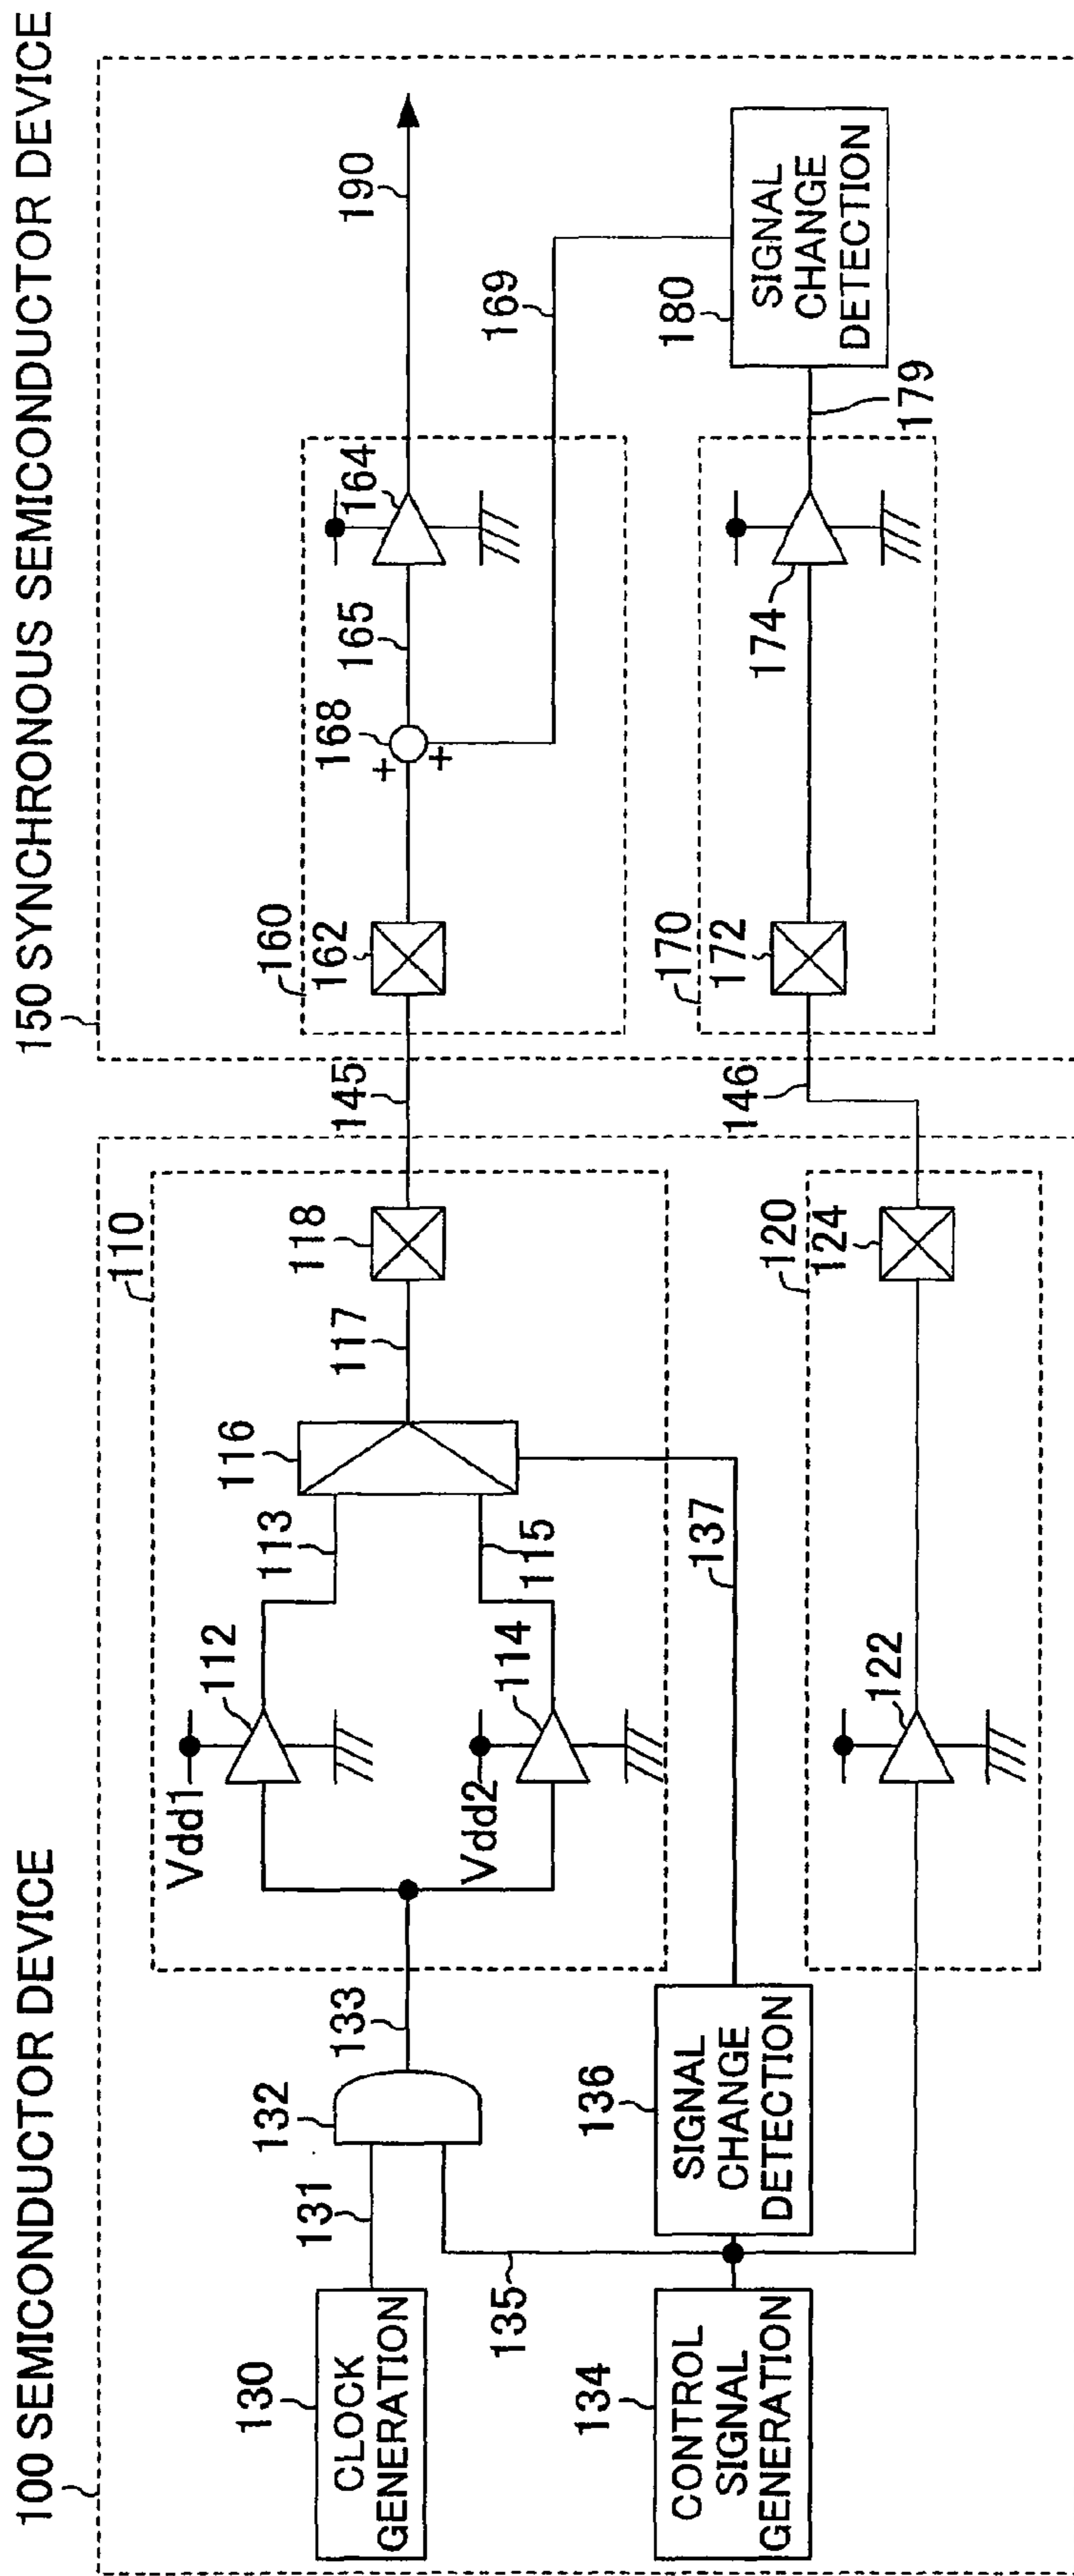 100 SEMICONDUCTOR DEVICE
150 SYNCHRONOUS SEMICONDUCTOR DEVICE
110
Vdd1
112
113
116
117
118
145
160
162
168
165
164
190
130
CLOCK
GENERATION
131
132
133
Vdd2
114
115
+
+
169
134
CONTROL
SIGNAL
GENERATION
135
136
SIGNAL
CHANGE
DETECTION
137
146
170
172
174
179
180
SIGNAL
CHANGE
DETECTION
120
122
124